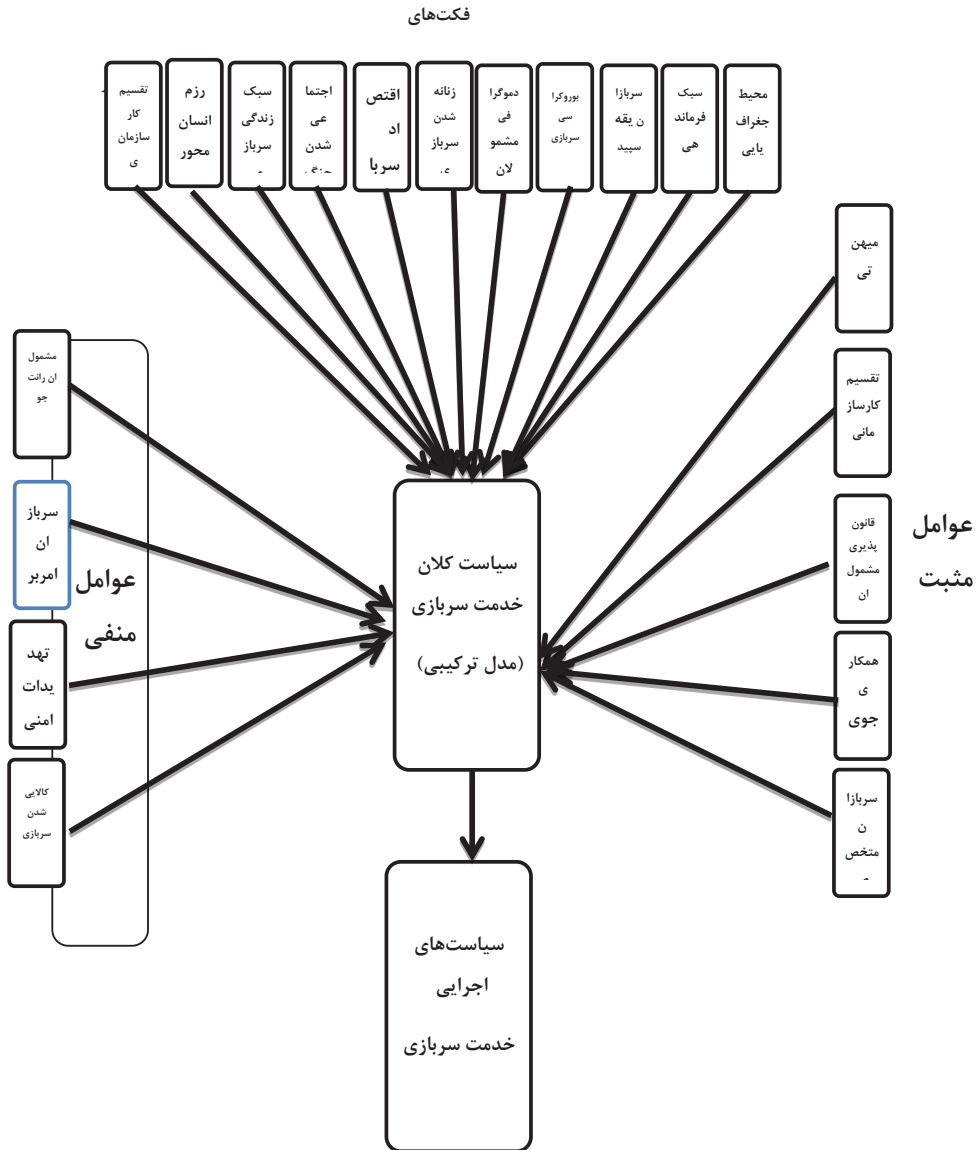 فکت‌های
محیط
جغراف
یایی
سبک
فرماند
هی
سربازا
ن یقه
سپید
بوروکرا
سی
سربازی
دموگرا
فی
مشمو
لان
زنانه
شدن
سرباز
ی
اقتص
اد
سربا
اجتما
عی
شدن
جنگ
سبک
زندگی
سرباز
رزم
انسان
محور
تقسیم
کار
سازمان
ی
میهن
تی
تقسیم
کارساز
مانی
قانون
پذیری
مشمول
ان
همکار
ی
جوی
سربازا
ن
متخص
عوامل
مثبت
مشمول
ان رانت
جو
سرباز
ان
امربر
تهد
یدات
امنی
کالایی
شدن
سربازی
عوامل
منفی
سیاست کلان
خدمت سربازی
(مدل ترکیبی)
سیاست‌های
اجرایی
خدمت سربازی